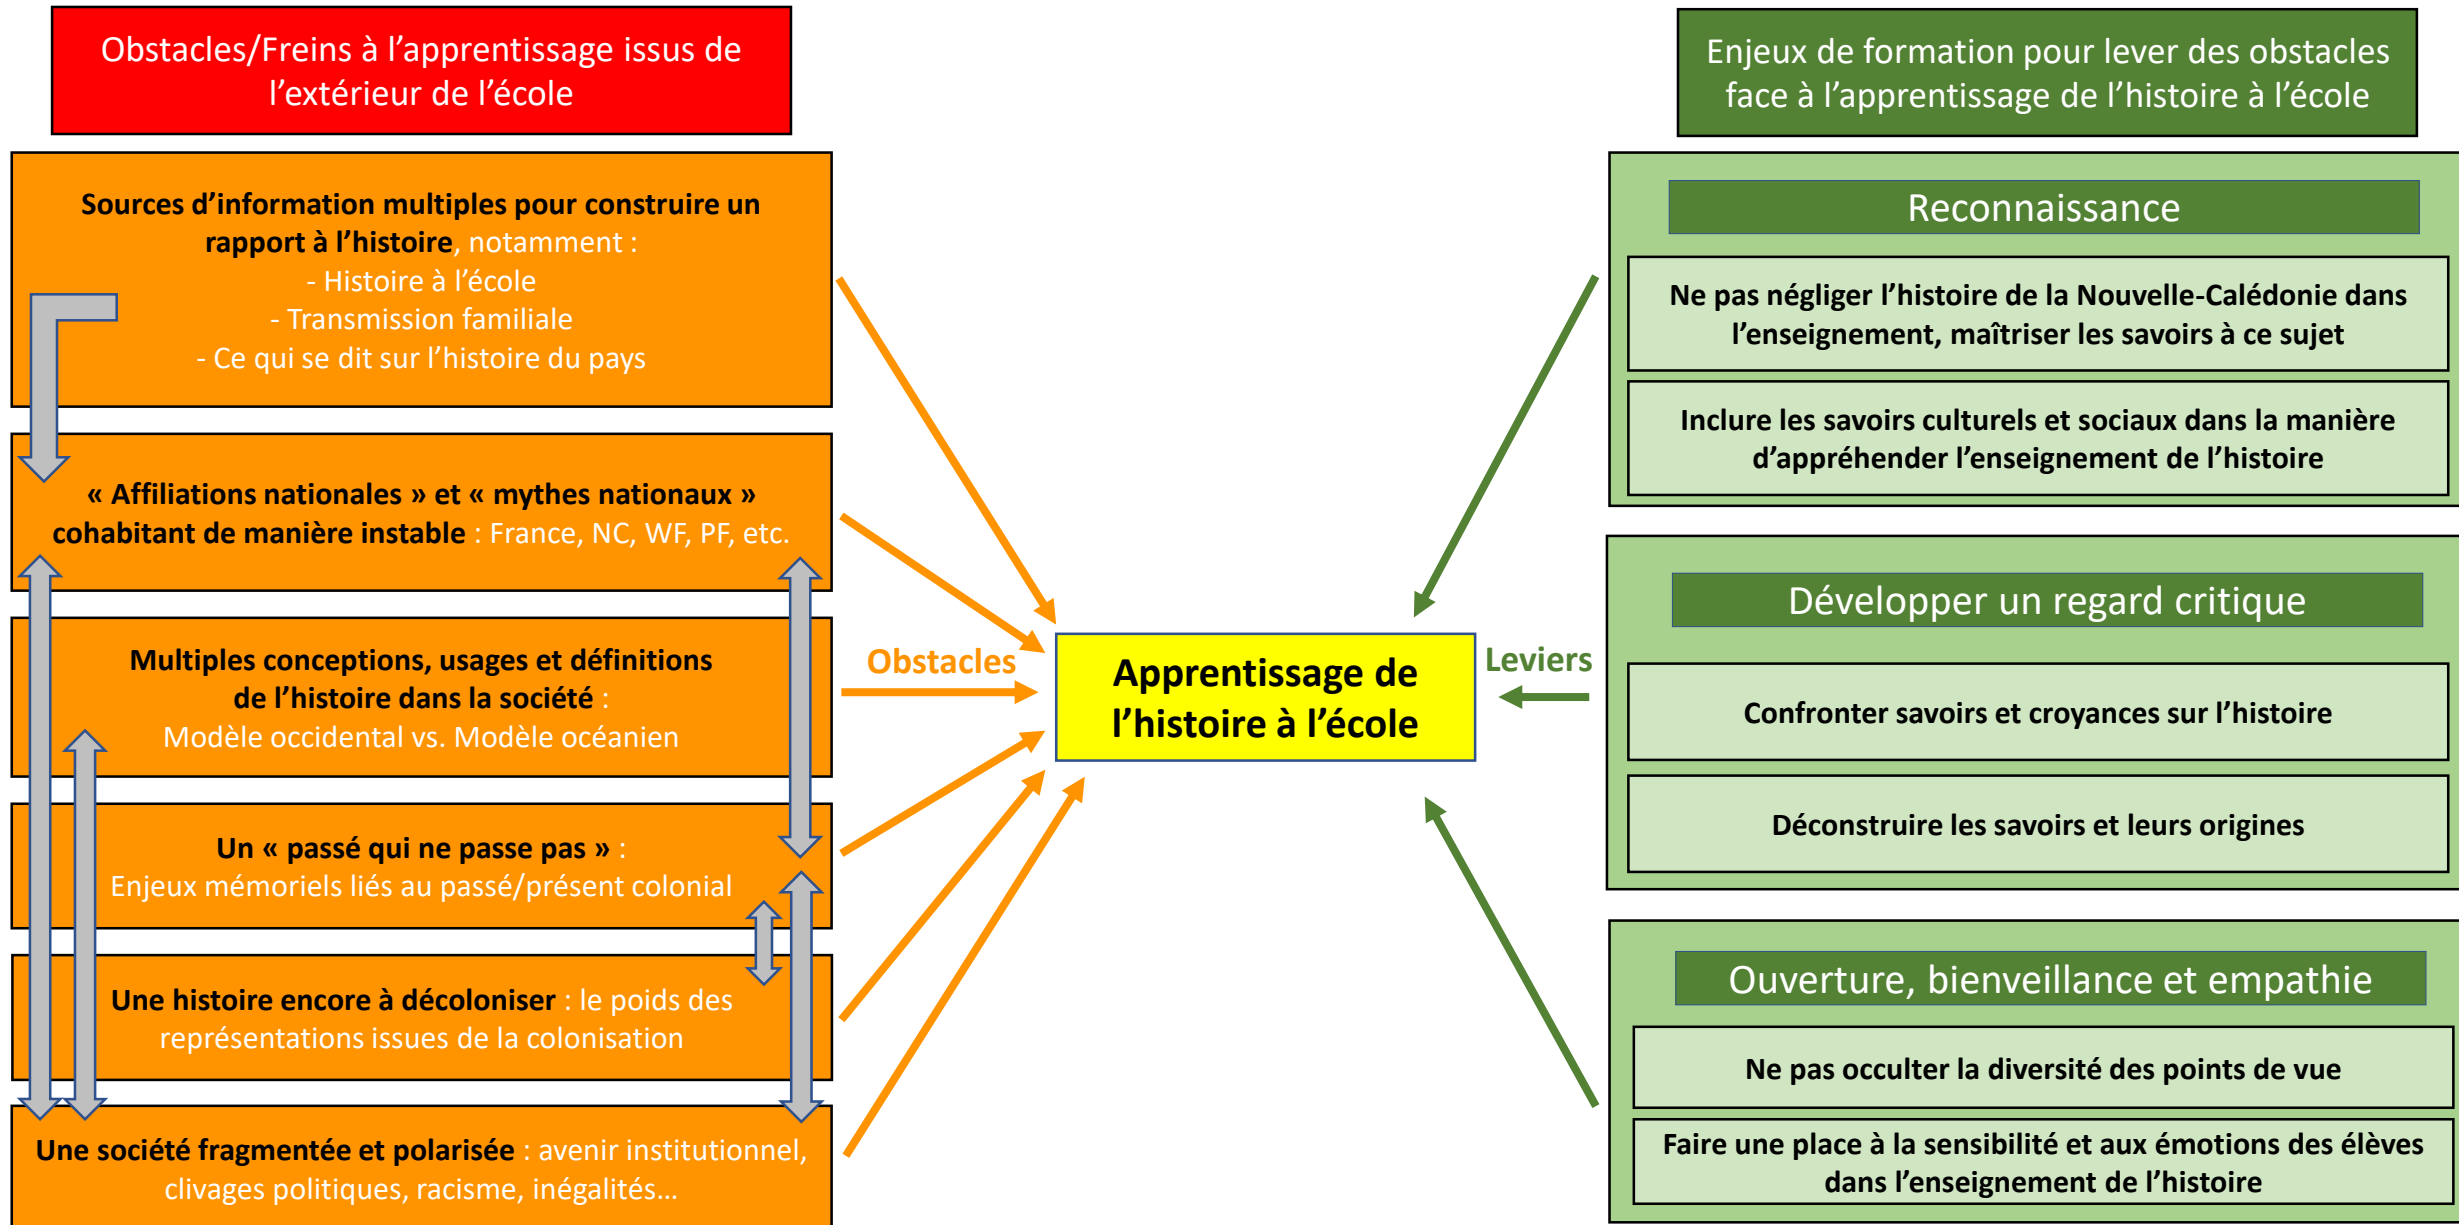 Obstacles/Freins à l’apprentissage issus de
l’extérieur de l’école
Sources d’information multiples pour construire un
rapport à l’histoire, notamment :
- Histoire à l’école
- Transmission familiale
- Ce qui se dit sur l’histoire du pays
« Affiliations nationales » et « mythes nationaux »
cohabitant de manière instable : France, NC, WF, PF, etc.
Multiples conceptions, usages et définitions
de l’histoire dans la société :
Modèle occidental vs. Modèle océanien
Un « passé qui ne passe pas » :
Enjeux mémoriels liés au passé/présent colonial
Une histoire encore à décoloniser : le poids des
représentations issues de la colonisation
Une société fragmentée et polarisée : avenir institutionnel,
clivages politiques, racisme, inégalités…
Obstacles
Apprentissage de
l’histoire à l’école
Leviers
Enjeux de formation pour lever des obstacles
face à l’apprentissage de l’histoire à l’école
Reconnaissance
Ne pas négliger l’histoire de la Nouvelle-Calédonie dans
l’enseignement, maîtriser les savoirs à ce sujet
Inclure les savoirs culturels et sociaux dans la manière
d’appréhender l’enseignement de l’histoire
Développer un regard critique
Confronter savoirs et croyances sur l’histoire
Déconstruire les savoirs et leurs origines
Ouverture, bienveillance et empathie
Ne pas occulter la diversité des points de vue
Faire une place à la sensibilité et aux émotions des élèves
dans l’enseignement de l’histoire